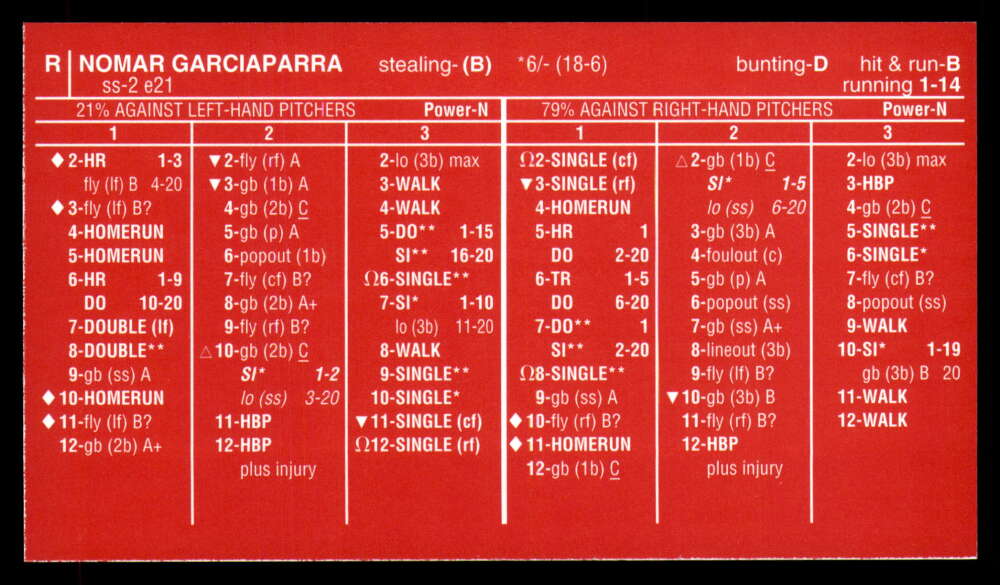 R NOMAR GARCIAPARRA stealing- (B) *6/- (18-6) bunting-D hit & run-B
ss-2 e21 running 1-14
21% AGAINST LEFT-HAND PITCHERS Power-N
1
♦ 2-HR 1-3
fly (lf) B 4-20
♦ 3-fly (lf) B?
4-HOMERUN
5-HOMERUN
6-HR 1-9
DO 10-20
7-DOUBLE (lf)
8-DOUBLE**
9-gb (ss) A
♦ 10-HOMERUN
♦ 11-fly (lf) B?
12-gb (2b) A+
2
▼ 2-fly (rf) A
▼ 3-gb (1b) A
4-gb (2b) C
5-gb (p) A
6-popout (1b)
7-fly (cf) B?
8-gb (2b) A+
9-fly (rf) B?
△ 10-gb (2b) C
SI* 1-2
lo (ss) 3-20
11-HBP
12-HBP
plus injury
3
2-lo (3b) max
3-WALK
4-WALK
5-DO** 1-15
SI** 16-20
Ω6-SINGLE**
7-SI* 1-10
lo (3b) 11-20
8-WALK
9-SINGLE**
10-SINGLE*
▼ 11-SINGLE (cf)
Ω12-SINGLE (rf)
79% AGAINST RIGHT-HAND PITCHERS Power-N
1
Ω2-SINGLE (cf)
▼ 3-SINGLE (rf)
4-HOMERUN
5-HR 1
DO 2-20
6-TR 1-5
DO 6-20
7-DO** 1
SI** 2-20
Ω8-SINGLE**
9-gb (ss) A
♦ 10-fly (rf) B?
♦ 11-HOMERUN
12-gb (1b) C
2
△ 2-gb (1b) C
SI* 1-5
lo (ss) 6-20
3-gb (3b) A
4-foulout (c)
5-gb (p) A
6-popout (ss)
7-gb (ss) A+
8-lineout (3b)
9-fly (lf) B?
▼ 10-gb (3b) B
11-fly (rf) B?
12-HBP
plus injury
3
2-lo (3b) max
3-HBP
4-gb (2b) C
5-SINGLE**
6-SINGLE*
7-fly (cf) B?
8-popout (ss)
9-WALK
10-SI* 1-19
gb (3b) B 20
11-WALK
12-WALK